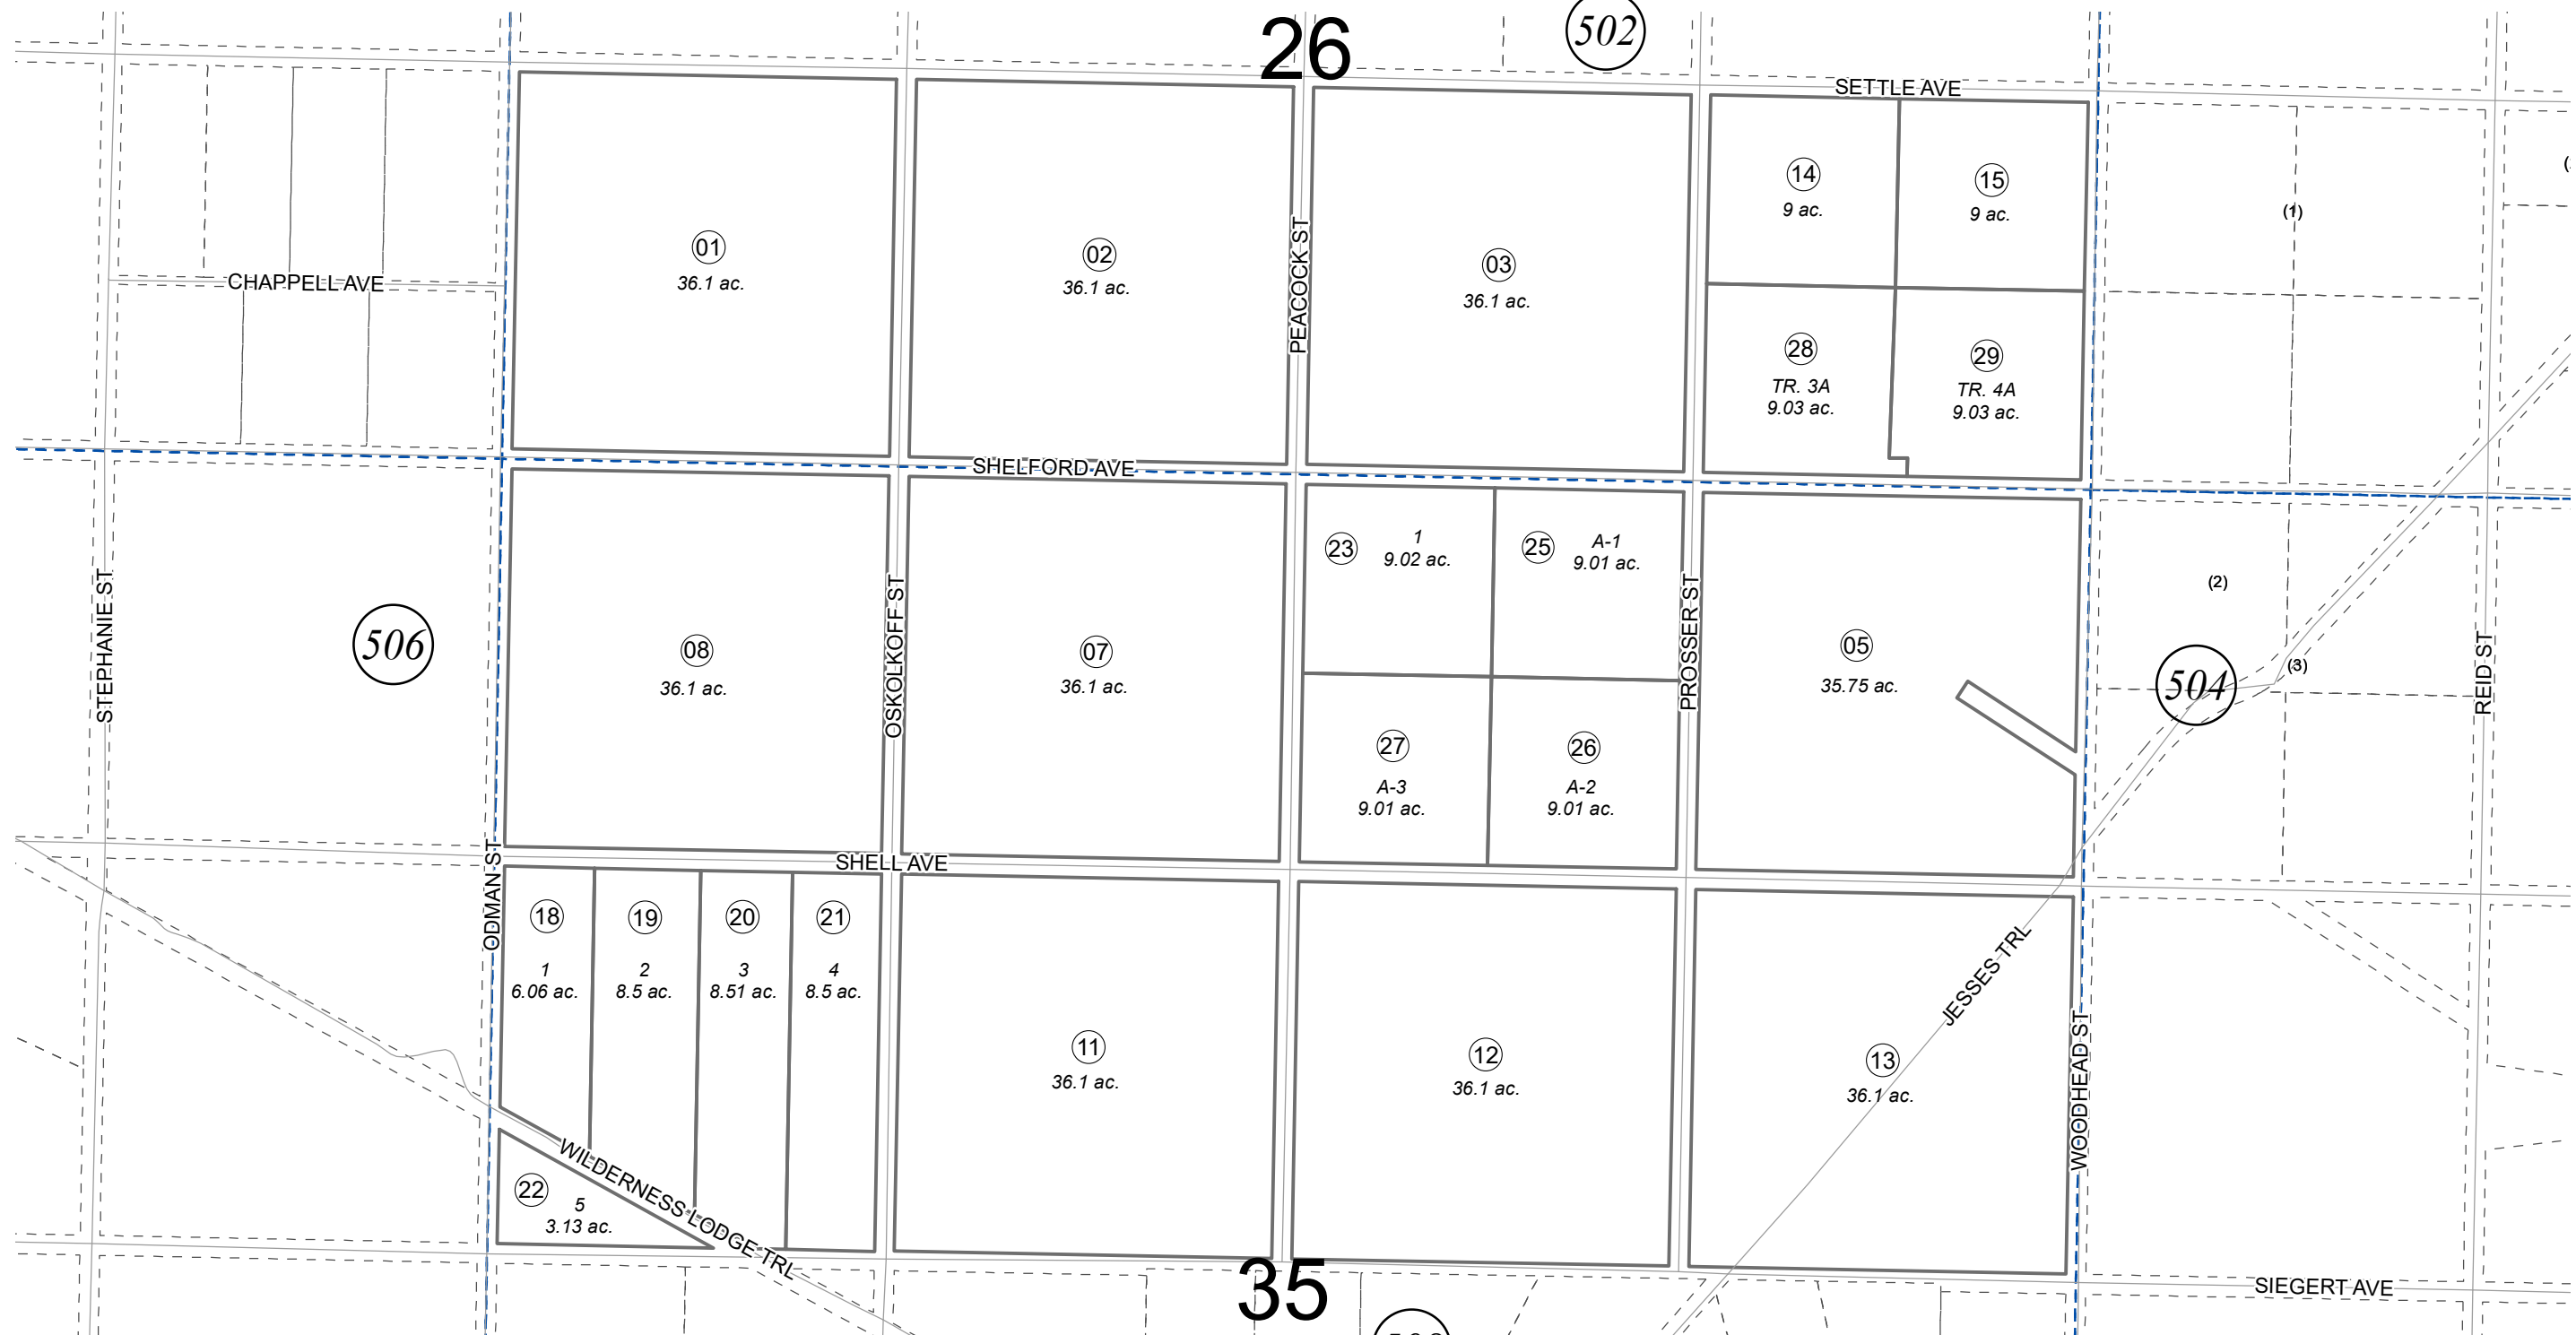 26
502
SETTLE AVE
14
9 ac.
15
9 ac.
(1)
01
36.1 ac.
02
36.1 ac.
PEACOCK ST
03
36.1 ac.
CHAPPELL AVE
28
TR. 3A
9.03 ac.
29
TR. 4A
9.03 ac.
SHELFORD AVE
23
1
9.02 ac.
25
A-1
9.01 ac.
(2)
STEPHANIE ST
506
08
36.1 ac.
OSKOLKOFF ST
07
36.1 ac.
PROSSER ST
05
35.75 ac.
504
(3)
REID ST
27
A-3
9.01 ac.
26
A-2
9.01 ac.
SHELL AVE
ODMAN ST
18
1
6.06 ac.
19
2
8.5 ac.
20
3
8.51 ac.
21
4
8.5 ac.
JESSES TRL
11
36.1 ac.
12
36.1 ac.
13
36.1 ac.
WOODHEAD ST
WILDERNESS LODGE TRL
22
5
3.13 ac.
35
SIEGERT AVE